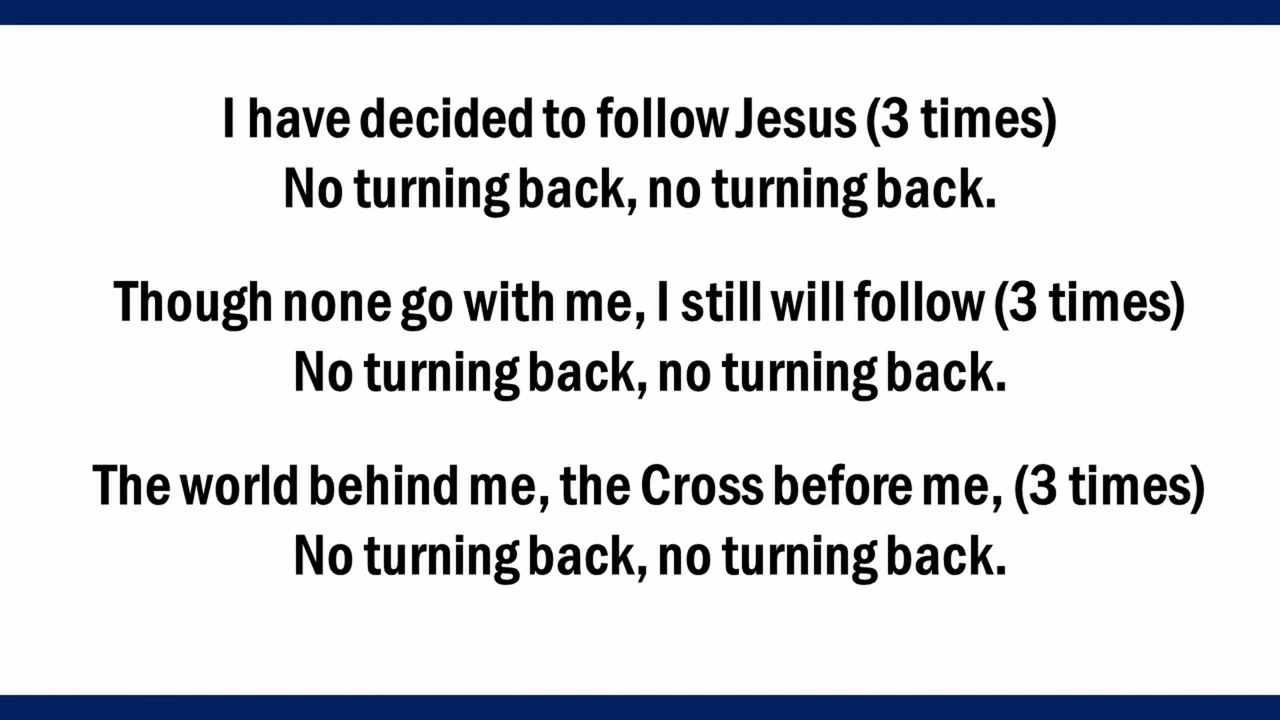 I have decided to follow Jesus (3 times)
No turning back, no turning back.
Though none go with me, I still will follow (3 times)
No turning back, no turning back.
The world behind me, the Cross before me, (3 times)
No turning back, no turning back.